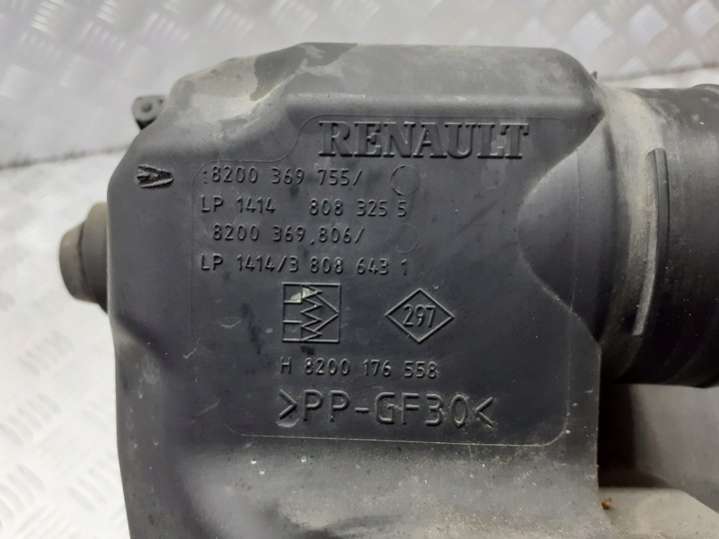 RENAULT
:8200 369 755/
LP 1414 808 325 5
8200 369 806/
LP 1414/3 808 643 1
297
H 8200 176 558
>PP-GF30<